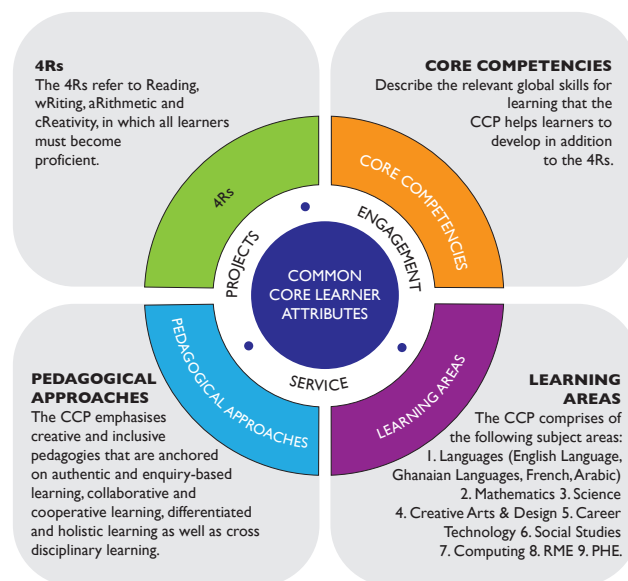 4Rs
The 4Rs refer to Reading,
wRiting, aRithmetic and
cReativity, in which all learners
must become
proficient.
CORE COMPETENCIES
Describe the relevant global skills for
learning that the
CCP helps learners to
develop in addition
to the 4Rs.
4Rs
CORE COMPETENCIES
PROJECTS
ENGAGEMENT
COMMON
CORE LEARNER
ATTRIBUTES
SERVICE
PEDAGOGICAL APPROACHES
LEARNING AREAS
PEDAGOGICAL
APPROACHES
The CCP emphasises
creative and inclusive
pedagogies that are anchored
on authentic and enquiry-based
learning, collaborative and
cooperative learning, differentiated
and holistic learning as well as cross
disciplinary learning.
LEARNING
AREAS
The CCP comprises of
the following subject areas:
1. Languages (English Language,
Ghanaian Languages, French, Arabic)
2. Mathematics 3. Science
4. Creative Arts & Design 5. Career
Technology 6. Social Studies
7. Computing 8. RME 9. PHE.